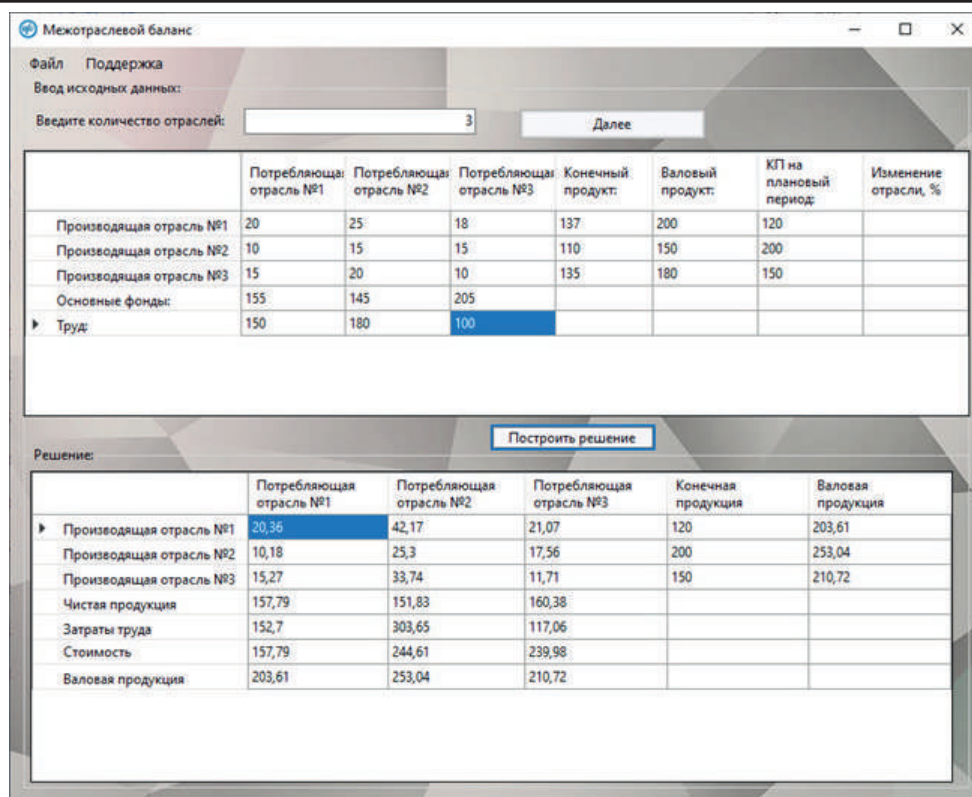 Межотраслевой баланс
Файл Поддержка
Ввод исходных данных:
Введите количество отраслей: 3 Далее
Потребляющая отрасль №1 Потребляющая отрасль №2 Потребляющая отрасль №3 Конечный продукт: Валовый продукт: КП на плановый период: Изменение отрасли, %
Производящая отрасль №1 20 25 18 137 200 120
Производящая отрасль №2 10 15 15 110 150 200
Производящая отрасль №3 15 20 10 135 180 150
Основные фонды: 155 145 205
Труд: 150 180 100
Построить решение
Решение:
Потребляющая отрасль №1 Потребляющая отрасль №2 Потребляющая отрасль №3 Конечная продукция Валовая продукция
Производящая отрасль №1 20,36 42,17 21,07 120 203,61
Производящая отрасль №2 10,18 25,3 17,56 200 253,04
Производящая отрасль №3 15,27 33,74 11,71 150 210,72
Чистая продукция 157,79 151,83 160,38
Затраты труда 152,7 303,65 117,06
Стоимость 157,79 244,61 239,98
Валовая продукция 203,61 253,04 210,72